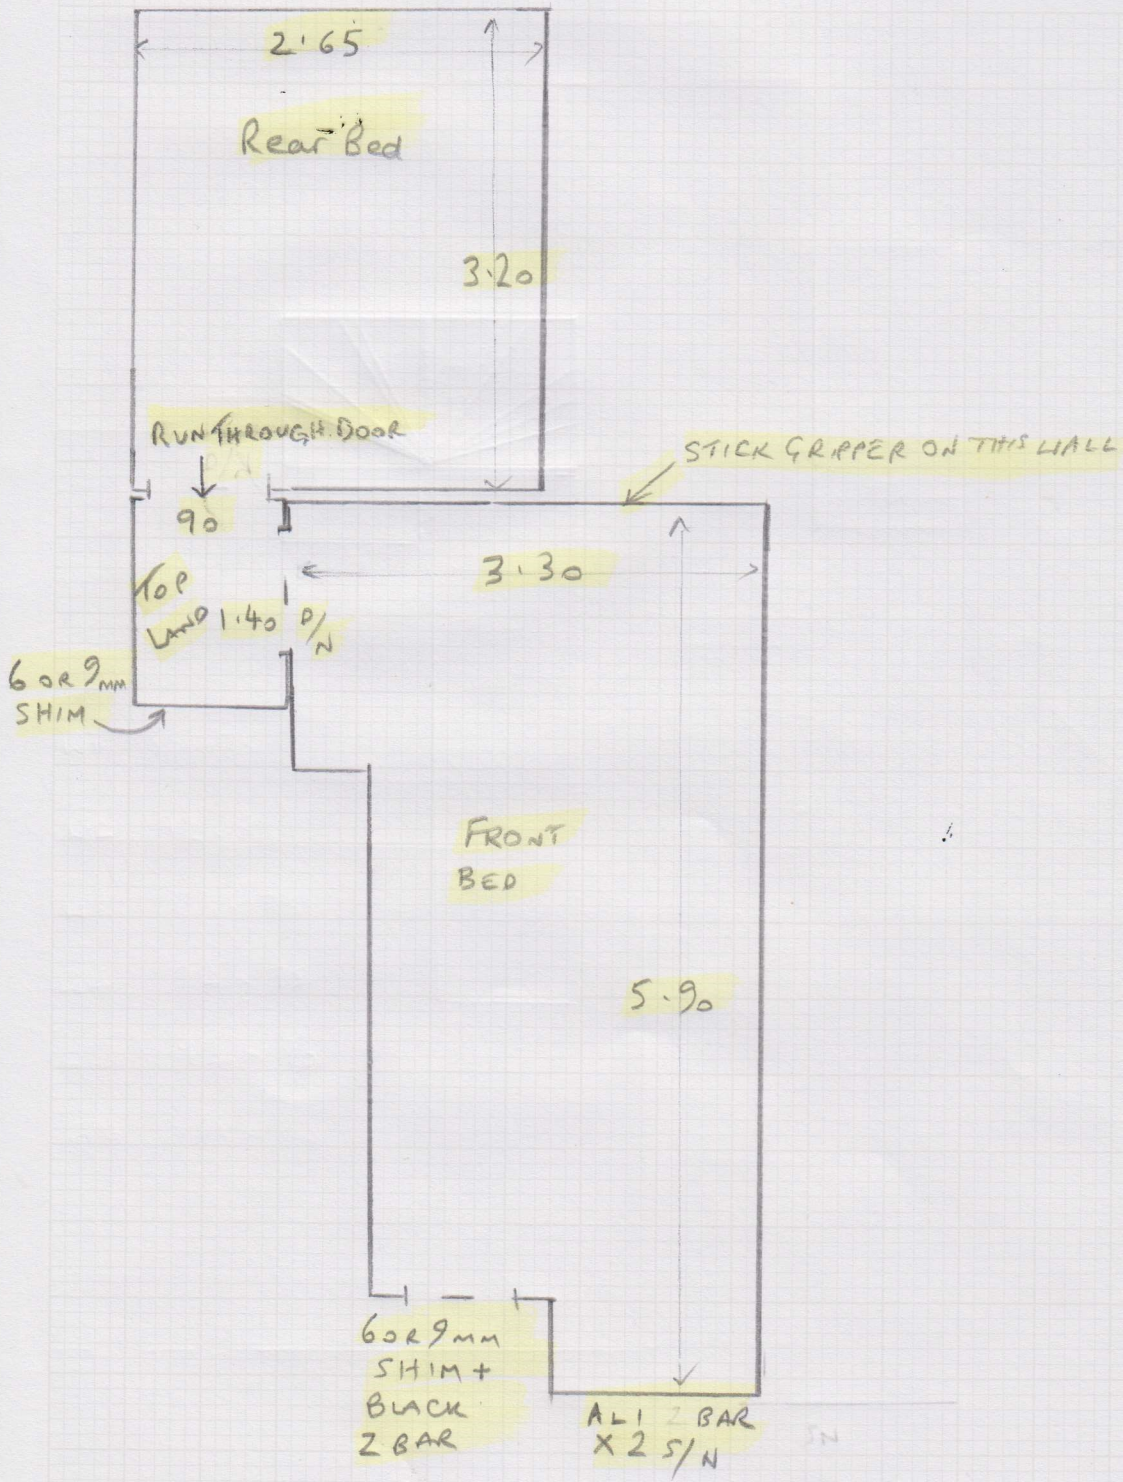 2.65
Rear Bed
3.20
RUN THROUGH DOOR
STICK GRIPPER ON THIS WALL
90
3.30
TOP
LAND 1.40
D/N
6 OR 9MM
SHIM
FRONT
BED
5.90
6 OR 9MM
SHIM +
BLACK
Z BAR
ALI Z BAR
X 2 S/N